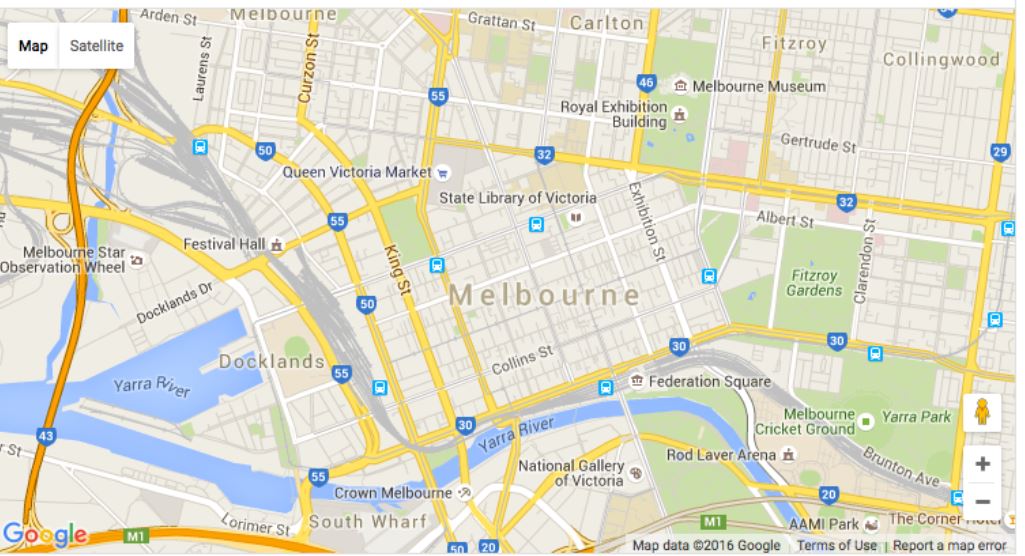 Arden St
Melbourne
Grattan St
Carlton
34
Map
Satellite
Laurens St
Curzon St
Fitzroy
Collingwood
55
46
Melbourne Museum
Royal Exhibition
Building
50
32
Gertrude St
29
Queen Victoria Market
State Library of Victoria
Exhibition St
32
55
Albert St
Clarendon St
Festival Hall
Melbourne Star
Observation Wheel
King St
Fitzroy
Gardens
Docklands Dr
50
Melbourne
Docklands
Collins St
30
30
55
Yarra River
Federation Square
Melbourne
Cricket Ground
Yarra Park
43
30
Yarra River
Rod Laver Arena
Brunton Ave
National Gallery
of Victoria
55
Crown Melbourne
20
Lorimer St
South Wharf
M1
AAMI Park
The Corner Hotel
Google
M1
50
20
Map data ©2016 Google
Terms of Use
Report a map error